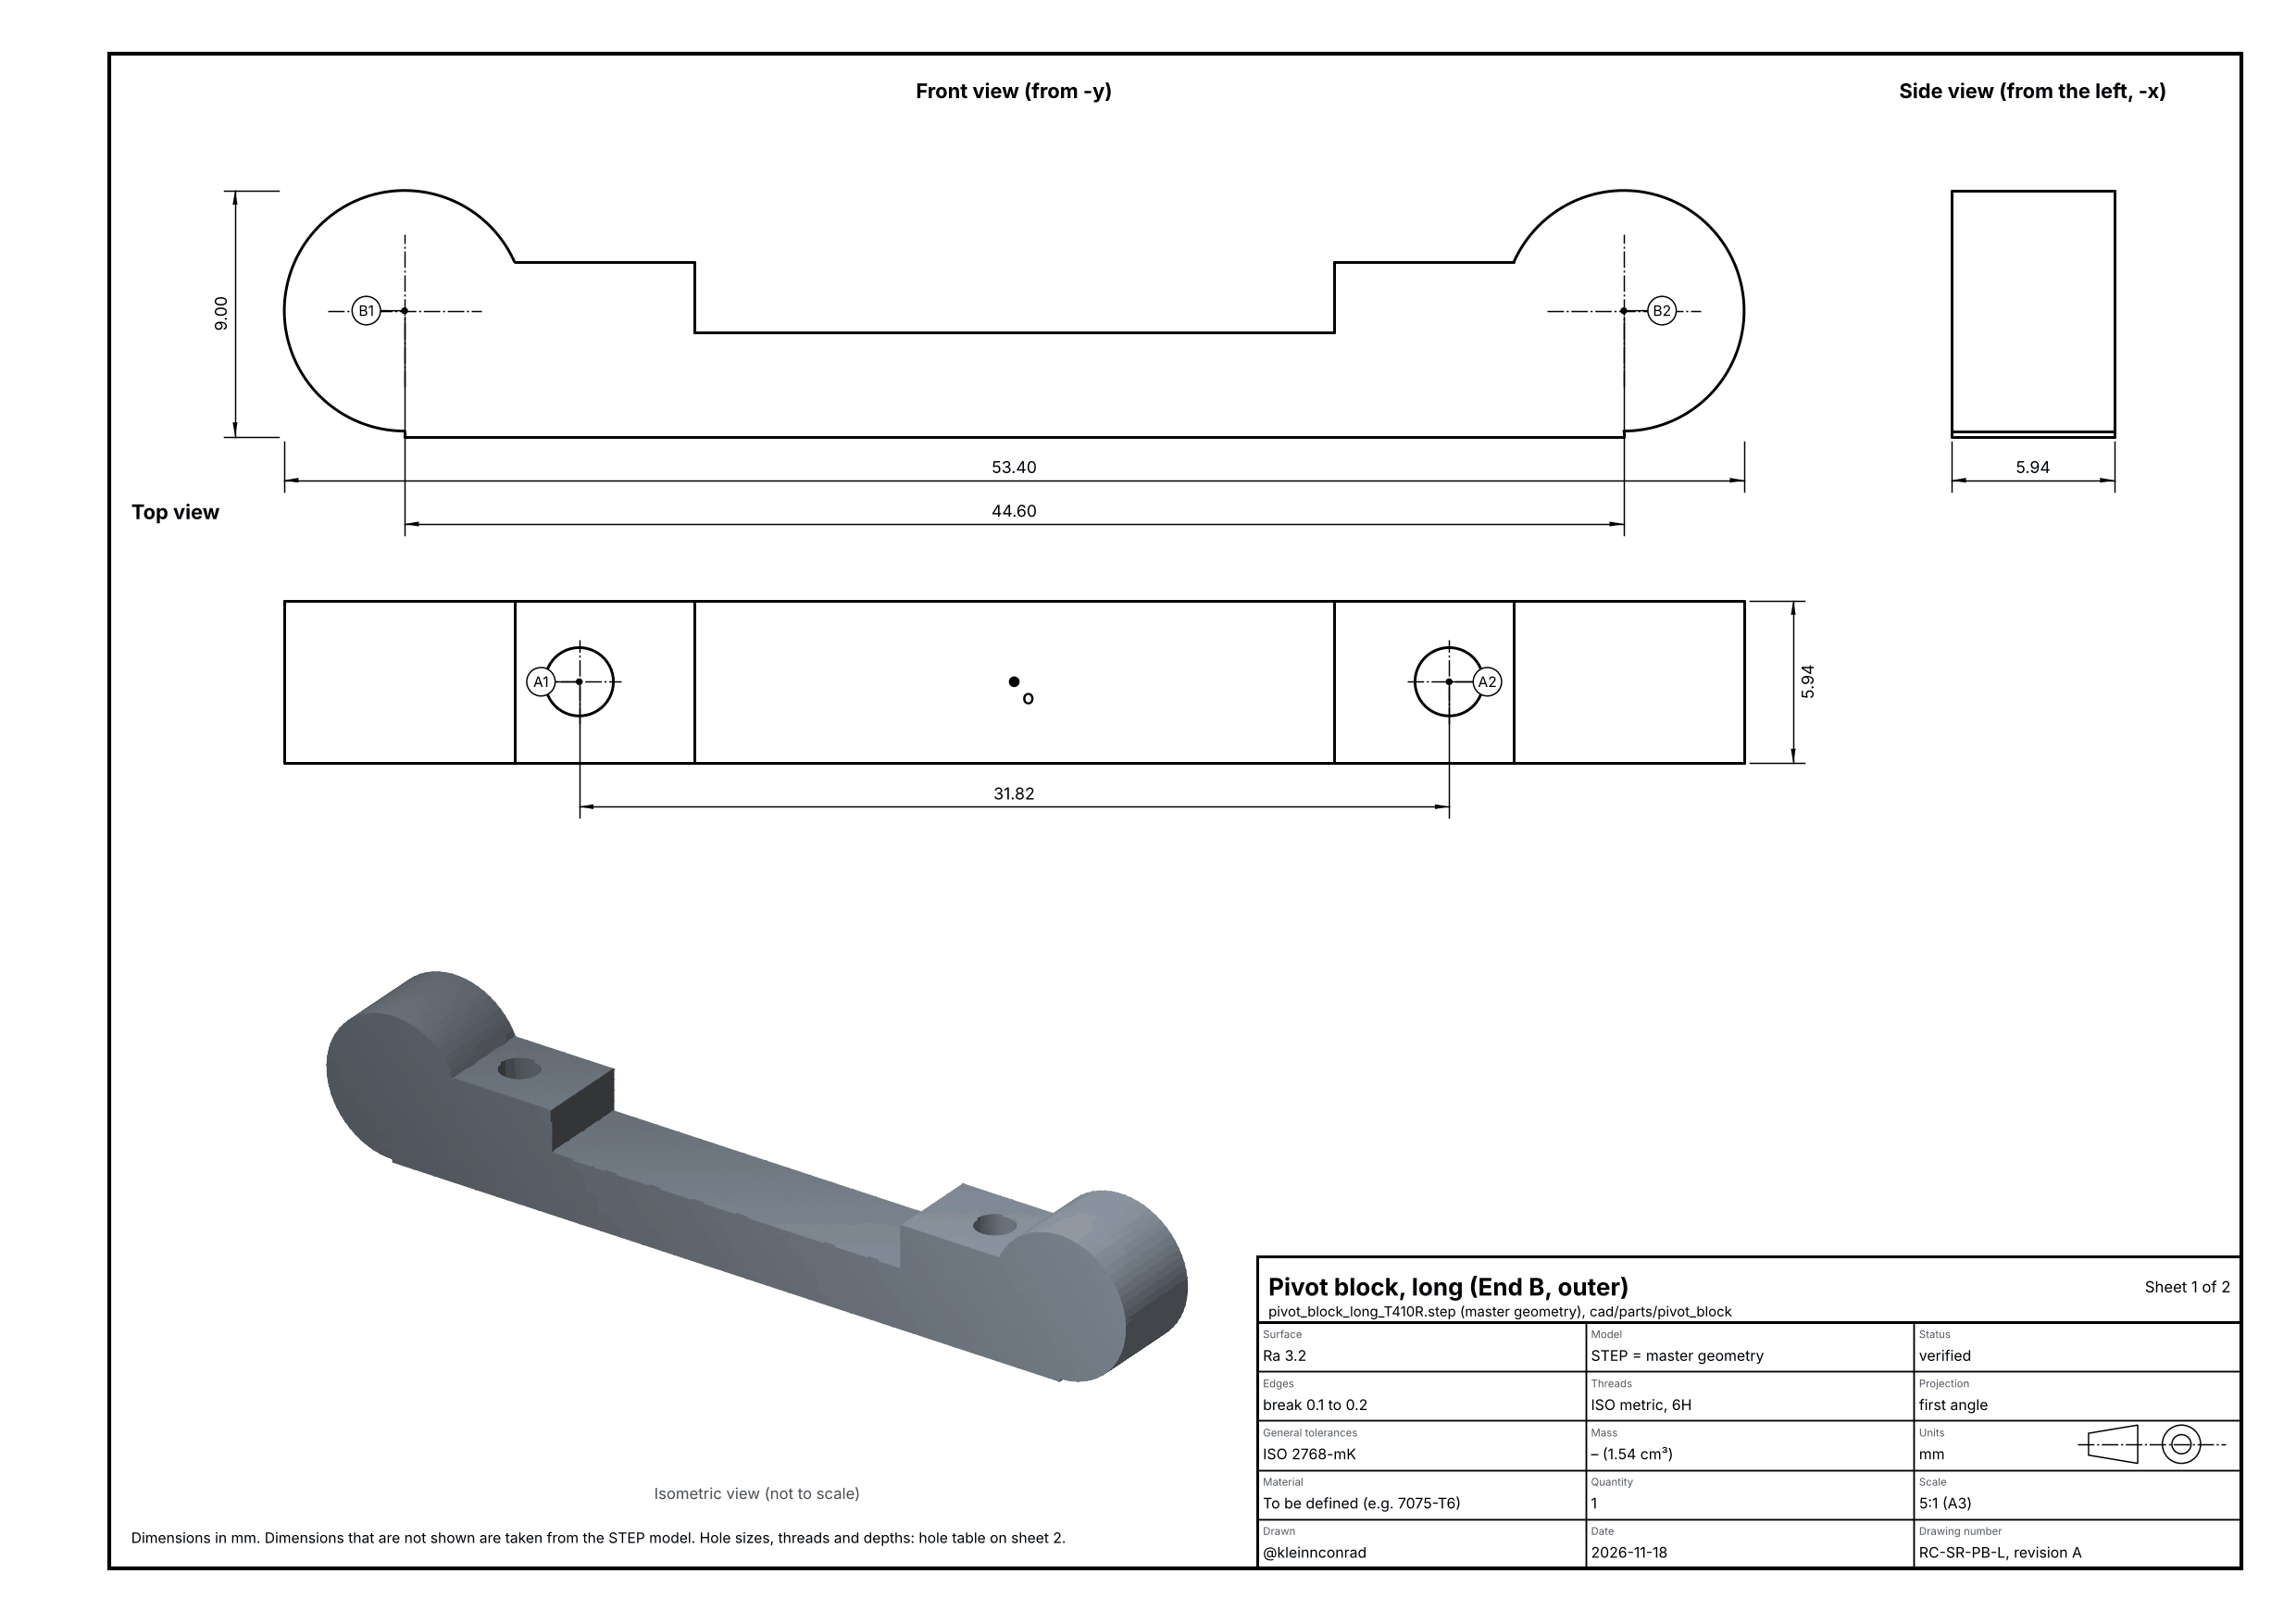 Front view (from -y)
Side view (from the left, -x)
9.00
B1
B2
53.40
5.94
Top view
44.60
A1
A2
O
5.94
31.82
Isometric view (not to scale)
Dimensions in mm. Dimensions that are not shown are taken from the STEP model. Hole sizes, threads and depths: hole table on sheet 2.
Pivot block, long (End B, outer)
Sheet 1 of 2
pivot_block_long_T410R.step (master geometry), cad/parts/pivot_block
Surface
Ra 3.2
Model
STEP = master geometry
Status
verified
Edges
break 0.1 to 0.2
Threads
ISO metric, 6H
Projection
first angle
General tolerances
ISO 2768-mK
Mass
– (1.54 cm³)
Units
mm
Material
To be defined (e.g. 7075-T6)
Quantity
1
Scale
5:1 (A3)
Drawn
@kleinnconrad
Date
2026-11-18
Drawing number
RC-SR-PB-L, revision A